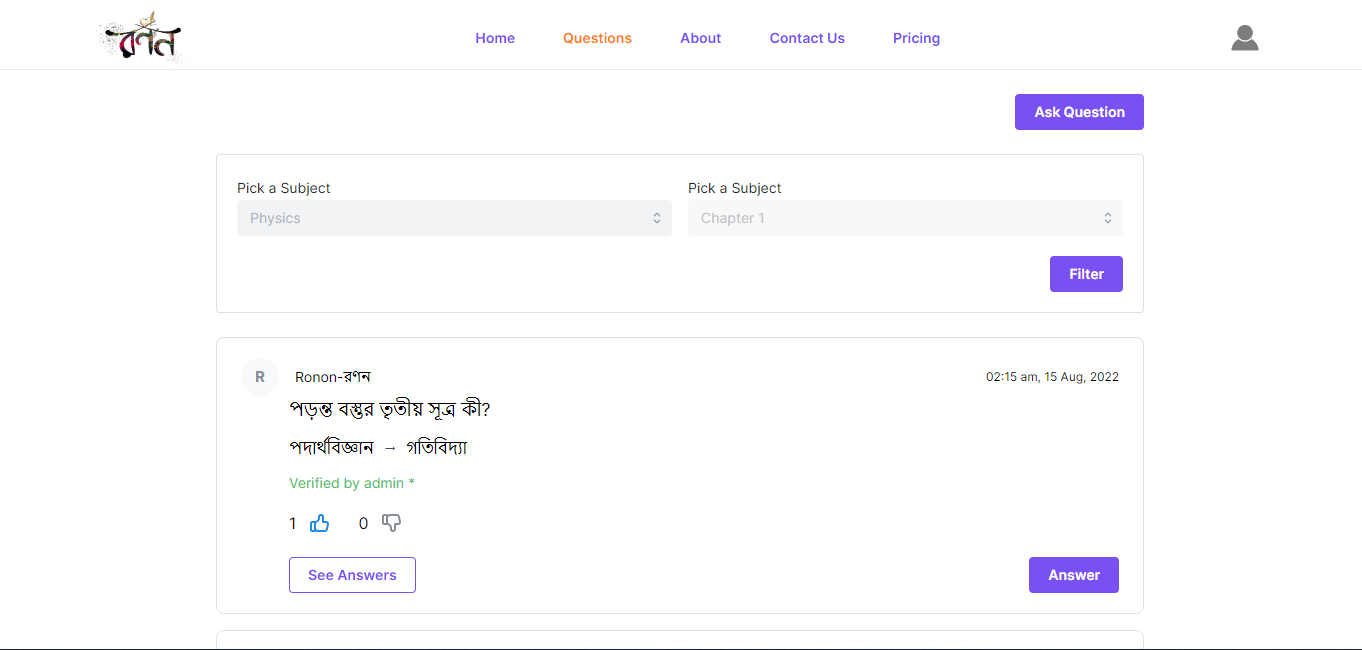 রণন Home Questions About Contact Us Pricing
Ask Question
Pick a Subject Pick a Subject
Physics Chapter 1
Filter
R Ronon-রণন 02:15 am, 15 Aug, 2022
পড়ন্ত বস্তুর তৃতীয় সূত্র কী?
পদার্থবিজ্ঞান → গতিবিদ্যা
Verified by admin *
1 0
See Answers Answer